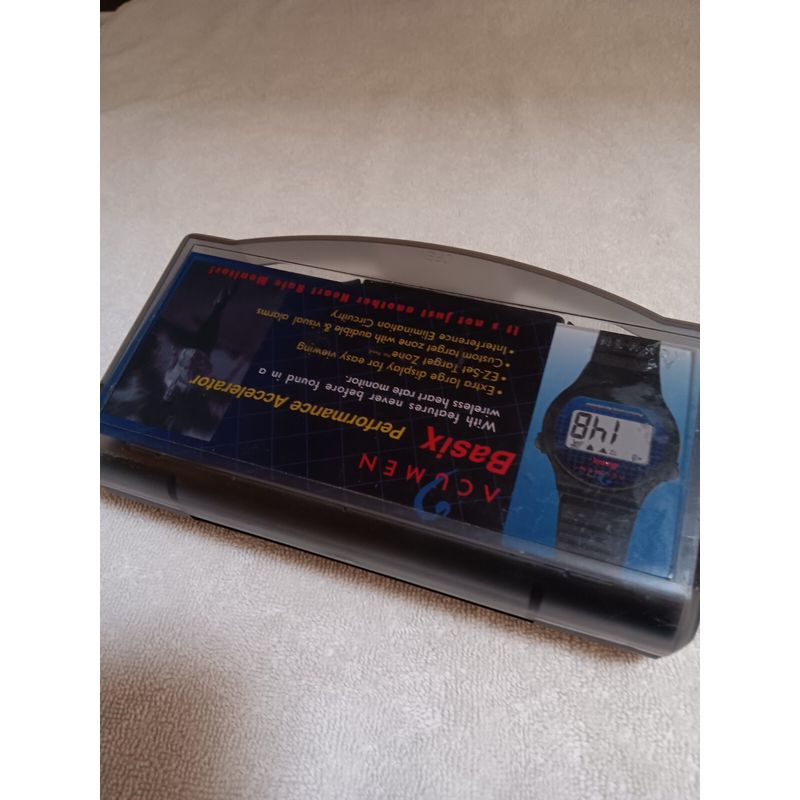 ACUMEN
Basix Performance Accelerator
With features never before found in a
wireless heart rate monitor.
• Extra large display for easy viewing
• EZ-Set Target Zone
• Custom target zone with audible & visual alarms
• Interference Elimination Circuitry
It's not just another Heart Rate Monitor!
ACUMEN
Basix
148